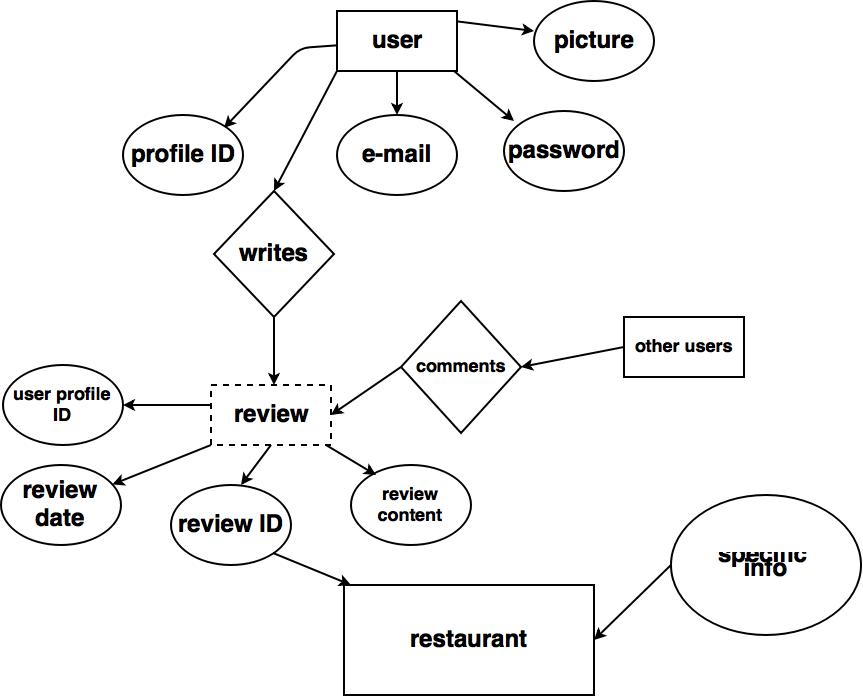 user
picture
profile ID
e-mail
password
writes
comments
other users
user profile
ID
review
review
date
review ID
review
content
specific
info
restaurant